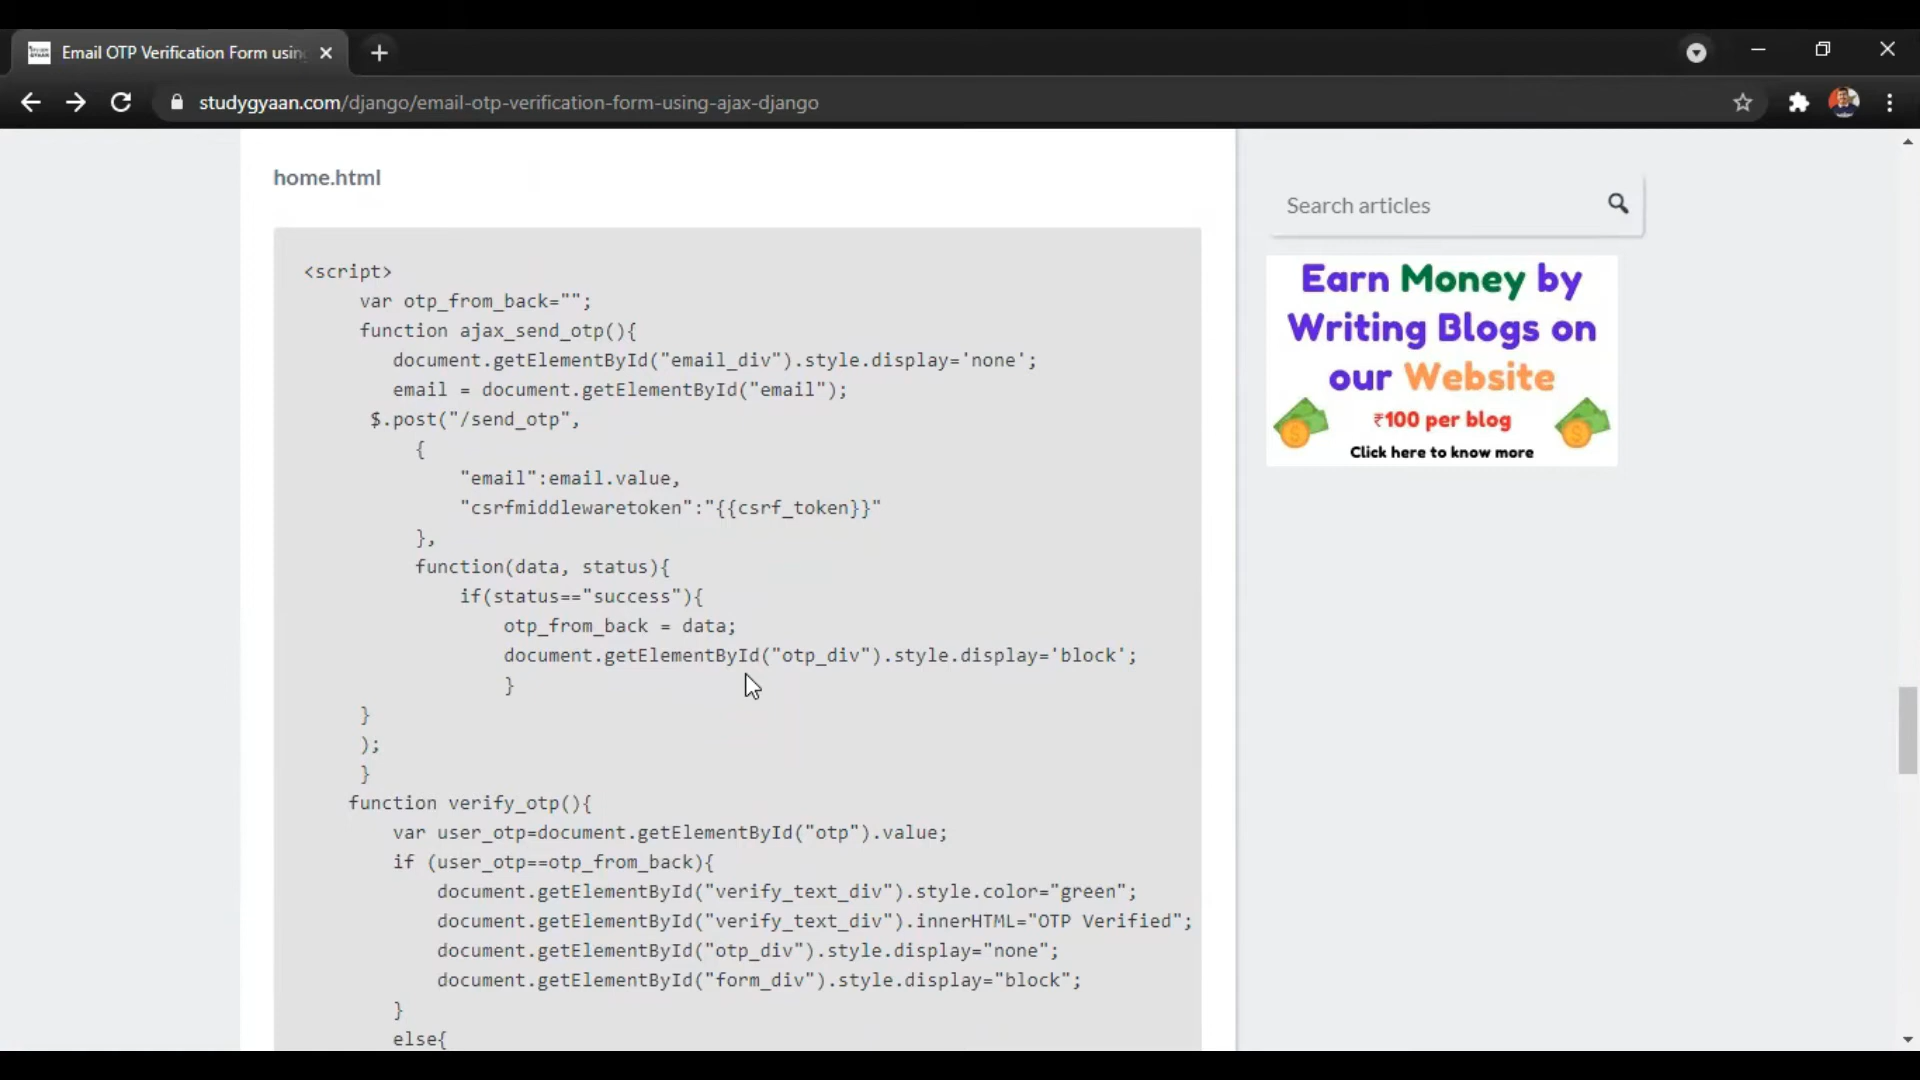 Email OTP Verification Form usin
studygyaan.com/django/email-otp-verification-form-using-ajax-django
home.html
<script>
var otp_from_back="";
function ajax_send_otp(){
document.getElementById("email_div").style.display='none';
email = document.getElementById("email");
$.post("/send_otp",
{
"email":email.value,
"csrfmiddlewaretoken":"{{csrf_token}}"
},
function(data, status){
if(status=="success"){
otp_from_back = data;
document.getElementById("otp_div").style.display='block';
}
}
);
}
function verify_otp(){
var user_otp=document.getElementById("otp").value;
if (user_otp==otp_from_back){
document.getElementById("verify_text_div").style.color="green";
document.getElementById("verify_text_div").innerHTML="OTP Verified";
document.getElementById("otp_div").style.display="none";
document.getElementById("form_div").style.display="block";
}
else{
Search articles
Earn Money by
Writing Blogs on
our Website
₹100 per blog
Click here to know more